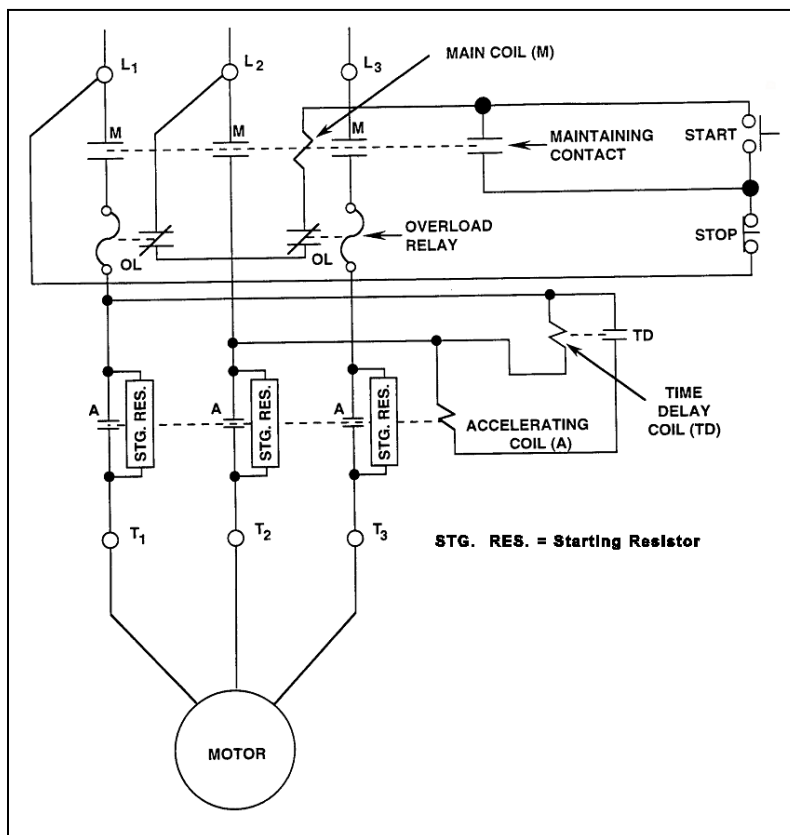 L1
L2
L3
MAIN COIL (M)
M
M
M
MAINTAINING
CONTACT
START
OVERLOAD
RELAY
STOP
OL
OL
TD
A
STG. RES.
A
STG. RES.
A
STG. RES.
ACCELERATING
COIL (A)
TIME
DELAY
COIL (TD)
T1
T2
T3
STG. RES. = Starting Resistor
MOTOR